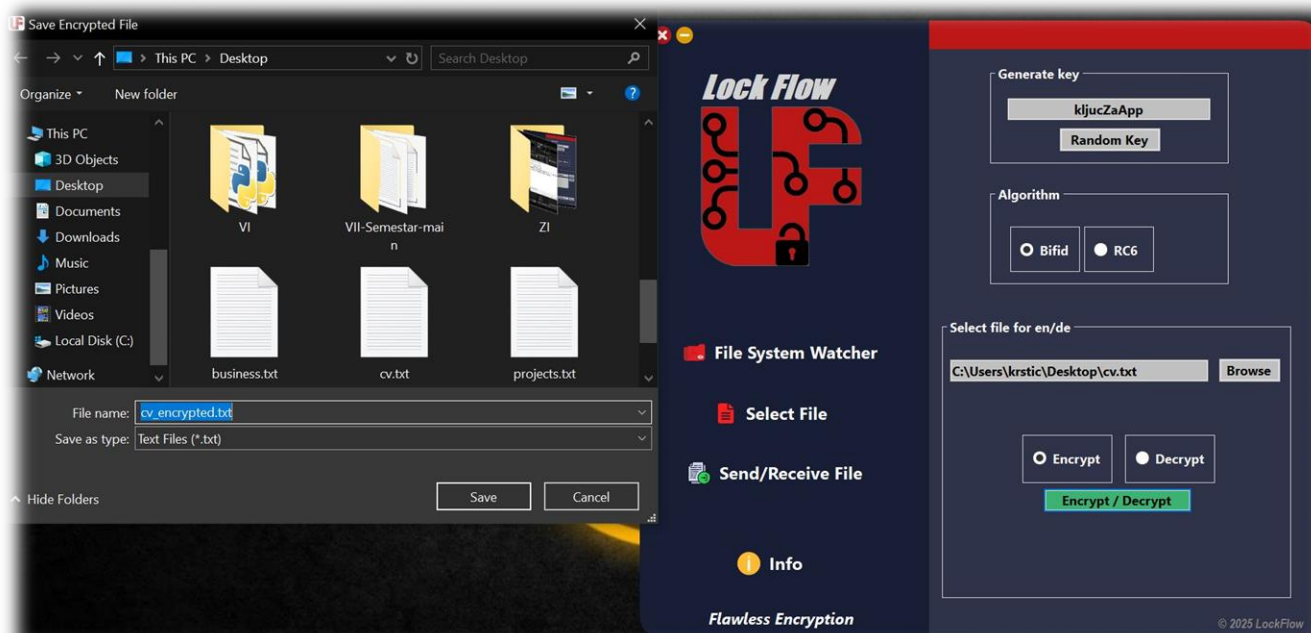 Save Encrypted File
This PC > Desktop
Search Desktop
Organize
New folder
This PC
3D Objects
Desktop
Documents
Downloads
Music
Pictures
Videos
Local Disk (C:)
Network
VI
VII-Semestar-mai
n
ZI
business.txt
cv.txt
projects.txt
File name: cv_encrypted.txt
Save as type: Text Files (*.txt)
Hide Folders
Save
Cancel
Lock Flow
LF
File System Watcher
Select File
Send/Receive File
Info
Flawless Encryption
Generate key
kljucZaApp
Random Key
Algorithm
Bifid
RC6
Select file for en/de
C:\Users\krstic\Desktop\cv.txt
Browse
Encrypt
Decrypt
Encrypt / Decrypt
© 2025 LockFlow